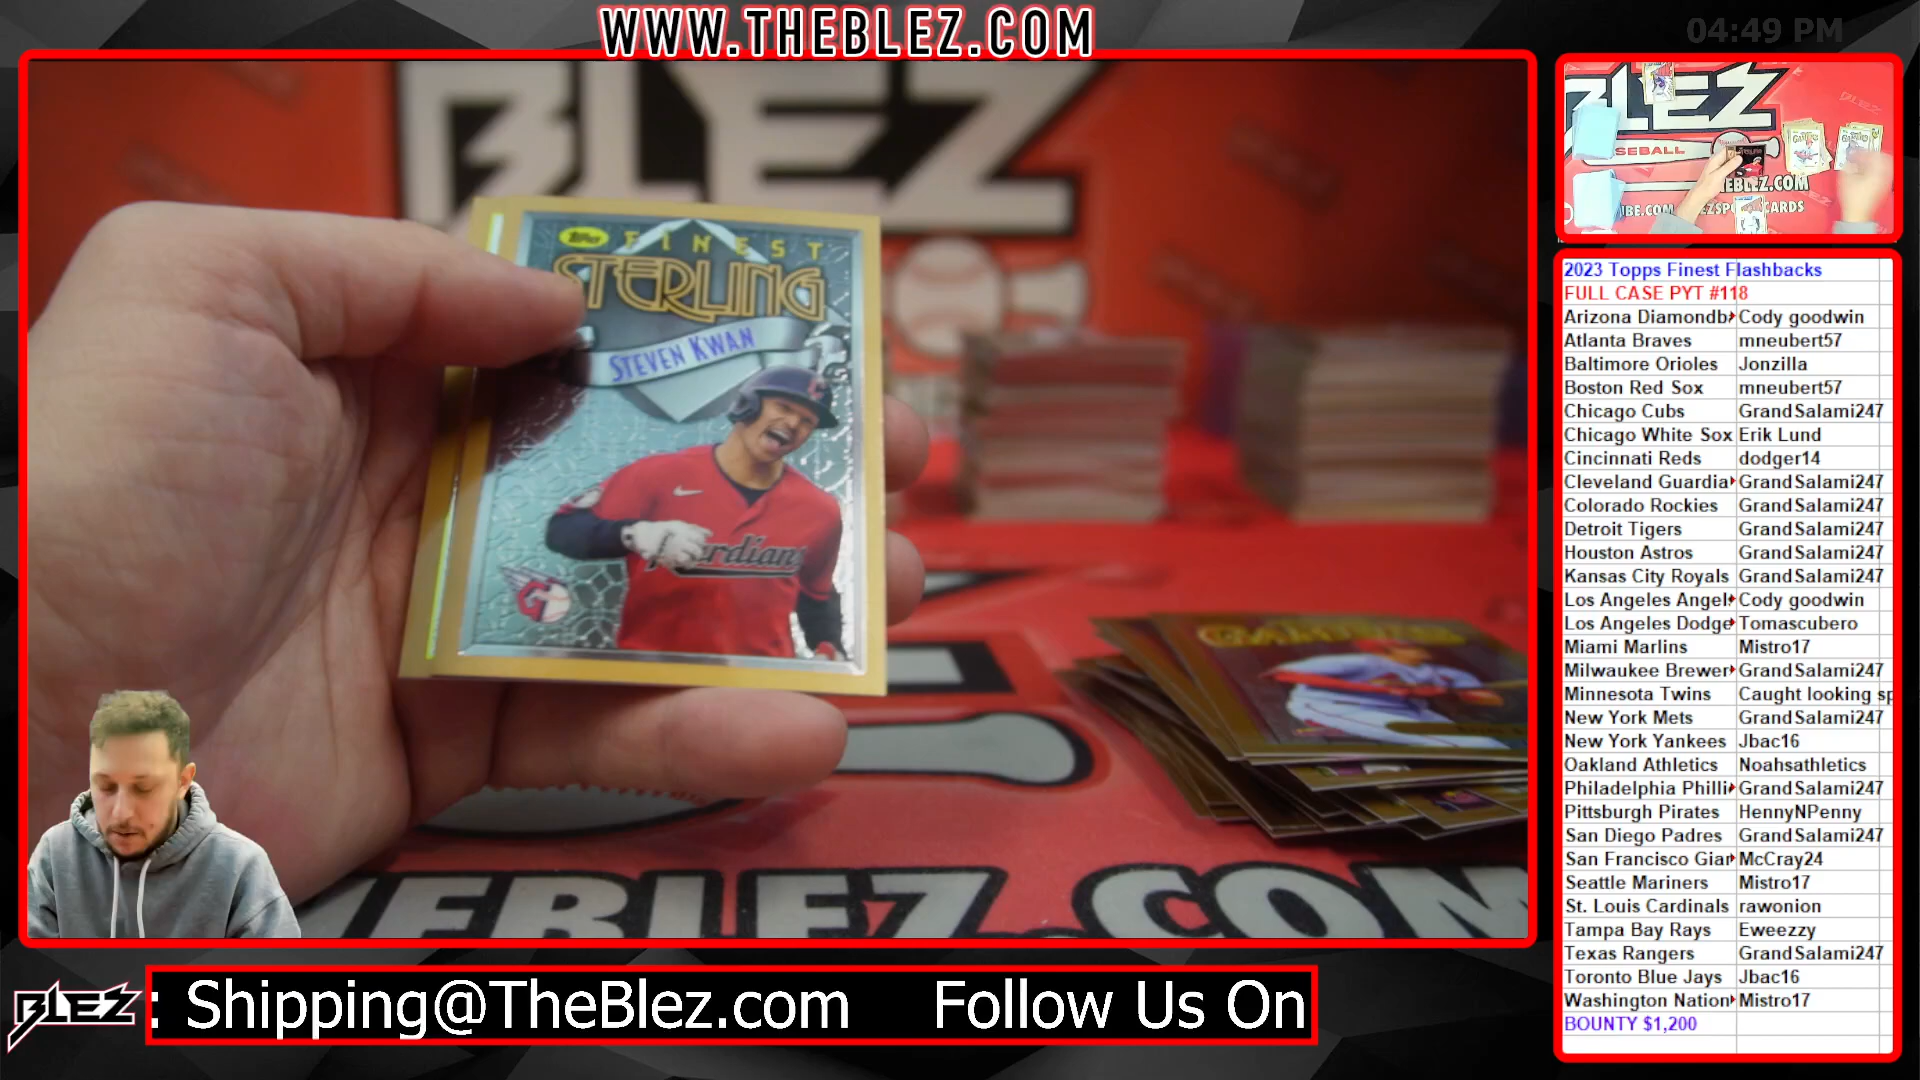 WWW.THEBLEZ.COM
04:49 PM
BLEZ
FINEST
STERLING
STEVEN KWAN
THEBLEZ.COM
BLEZ
SEBALL
2023 Topps Finest Flashbacks
FULL CASE PYT #118
Arizona Diamondb Cody goodwin
Atlanta Braves mneubert57
Baltimore Orioles Jonzilla
Boston Red Sox mneubert57
Chicago Cubs GrandSalami247
Chicago White Sox Erik Lund
Cincinnati Reds dodger14
Cleveland Guardia GrandSalami247
Colorado Rockies GrandSalami247
Detroit Tigers GrandSalami247
Houston Astros GrandSalami247
Kansas City Royals GrandSalami247
Los Angeles Angel Cody goodwin
Los Angeles Dodge Tomascubero
Miami Marlins Mistro17
Milwaukee Brewer GrandSalami247
Minnesota Twins Caught looking sp
New York Mets GrandSalami247
New York Yankees Jbac16
Oakland Athletics Noahsathletics
Philadelphia Philli GrandSalami247
Pittsburgh Pirates HennyNPenny
San Diego Padres GrandSalami247
San Francisco Gian McCray24
Seattle Mariners Mistro17
St. Louis Cardinals rawonion
Tampa Bay Rays Eweezzy
Texas Rangers GrandSalami247
Toronto Blue Jays Jbac16
Washington Nation Mistro17
BOUNTY $1,200
BLEZ : Shipping@TheBlez.com Follow Us On